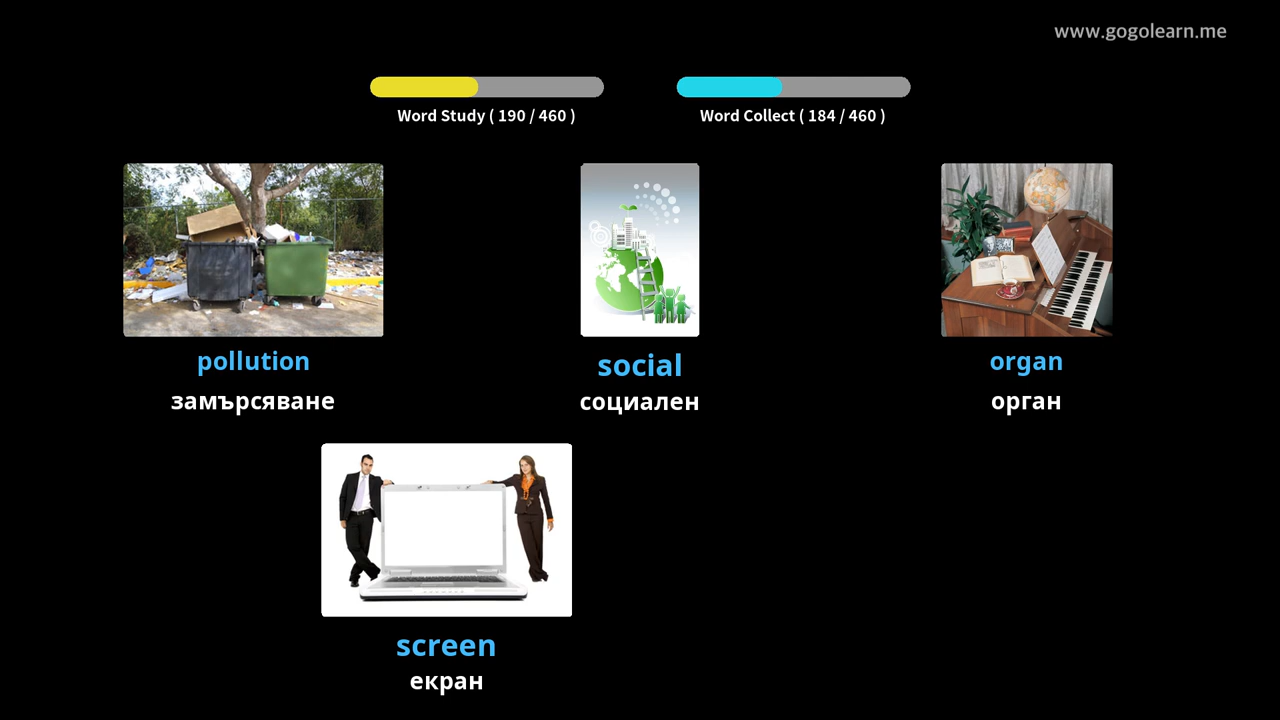 www.gogolearn.me
Word Study ( 190 / 460 )
Word Collect ( 184 / 460 )
pollution
замърсяване
social
социален
organ
орган
screen
екран